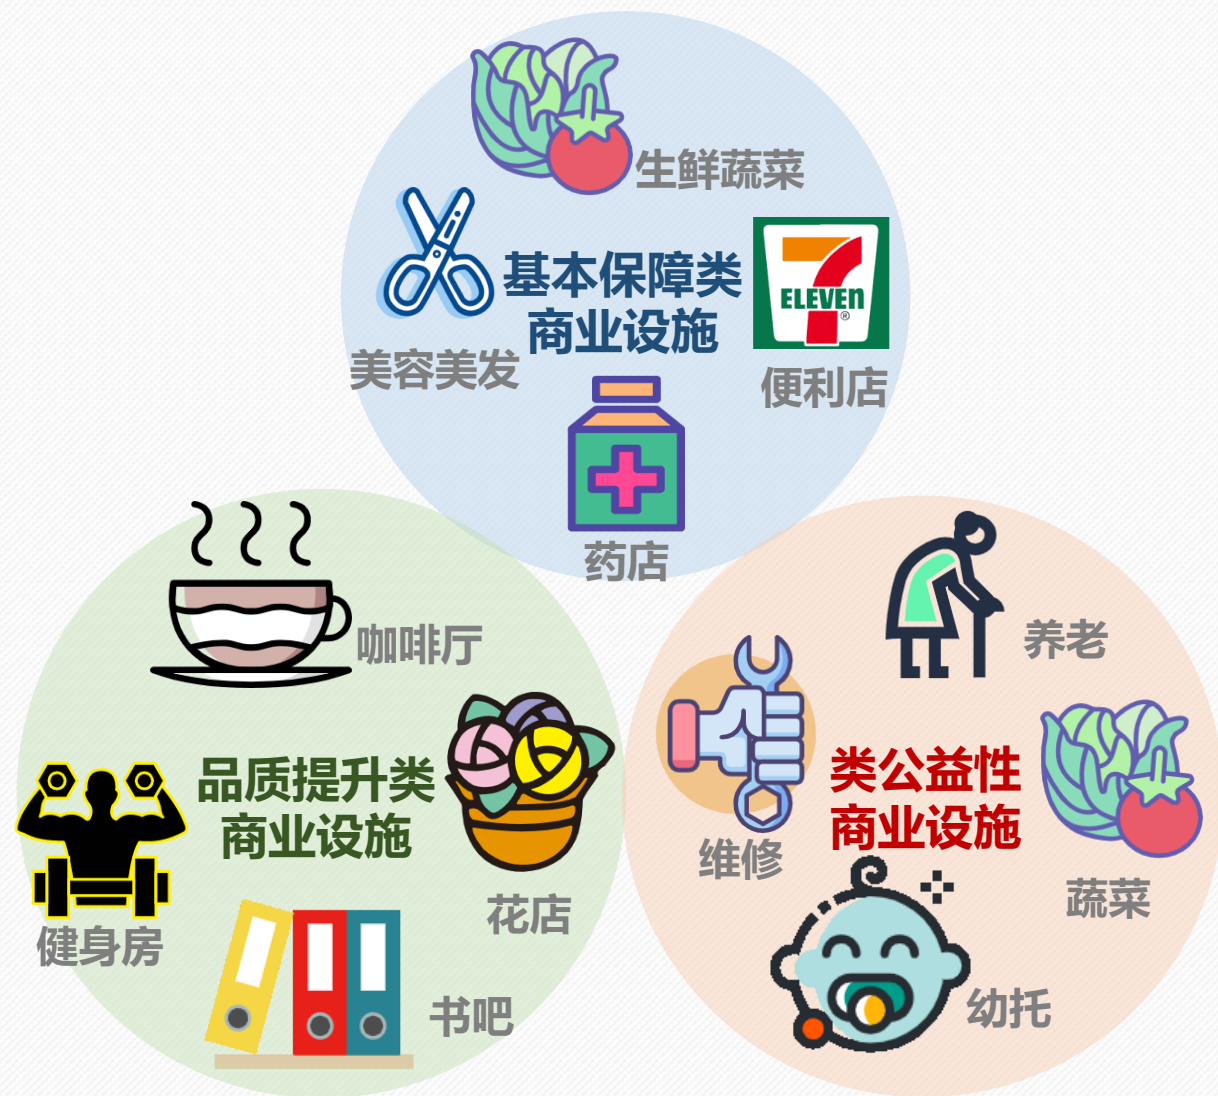 生鲜蔬菜
基本保障类
商业设施
7
ELEVEn
®
美容美发
便利店
药店
咖啡厅
品质提升类
商业设施
花店
健身房
书吧
养老
类公益性
商业设施
维修
蔬菜
幼托